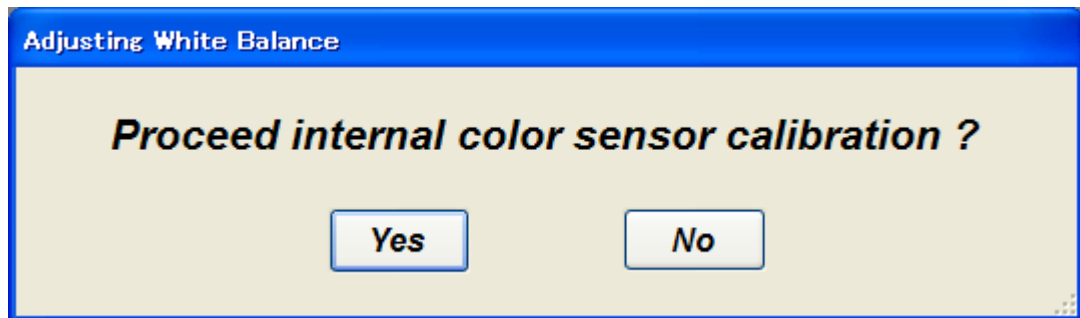 Adjusting White Balance
Proceed internal color sensor calibration ?
Yes No